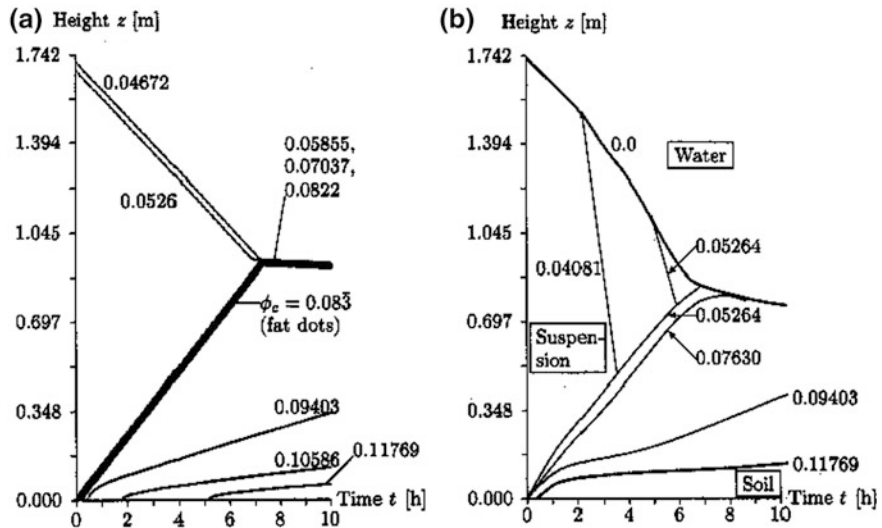 (a) Height z [m]
1.742
1.394
1.045
0.697
0.348
0.000
0.04672
0.0526
0.05855,
0.07037,
0.0822
ϕc = 0.083̅
(fat dots)
0.09403
0.10586
0.11769
0 2 4 6 8 10
Time t [h]
(b) Height z [m]
1.742
1.394
1.045
0.697
0.348
0.000
0.0
Water
0.04081
0.05264
0.05264
Suspen-
sion
0.07630
0.09403
0.11769
Soil
Time t [h]
0 2 4 6 8 10